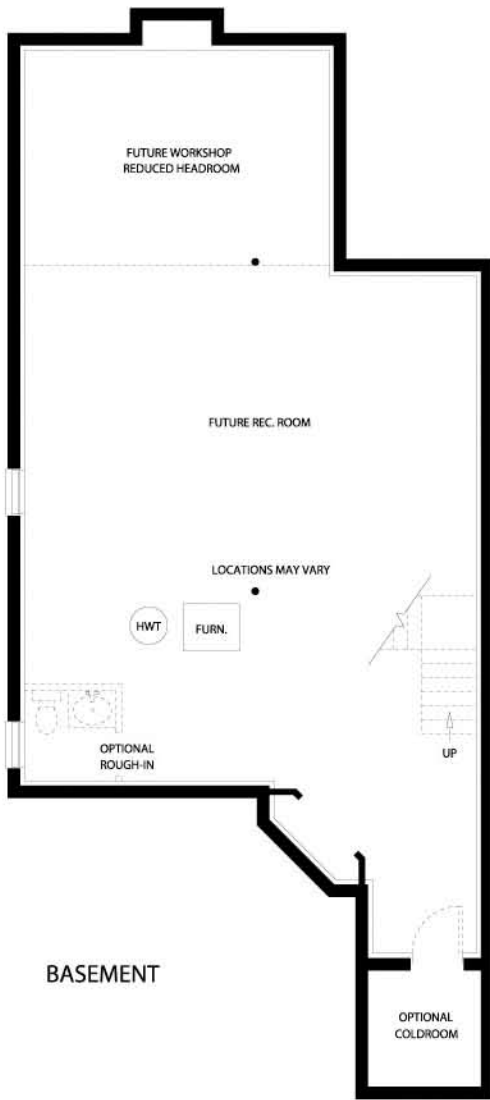 FUTURE WORKSHOP
REDUCED HEADROOM
FUTURE REC. ROOM
LOCATIONS MAY VARY
HWT
FURN.
OPTIONAL
ROUGH-IN
UP
BASEMENT
OPTIONAL
COLDROOM